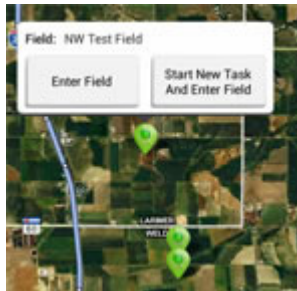 Field: NW Test Field
Enter Field
Start New Task
And Enter Field
LARIMER
WELD